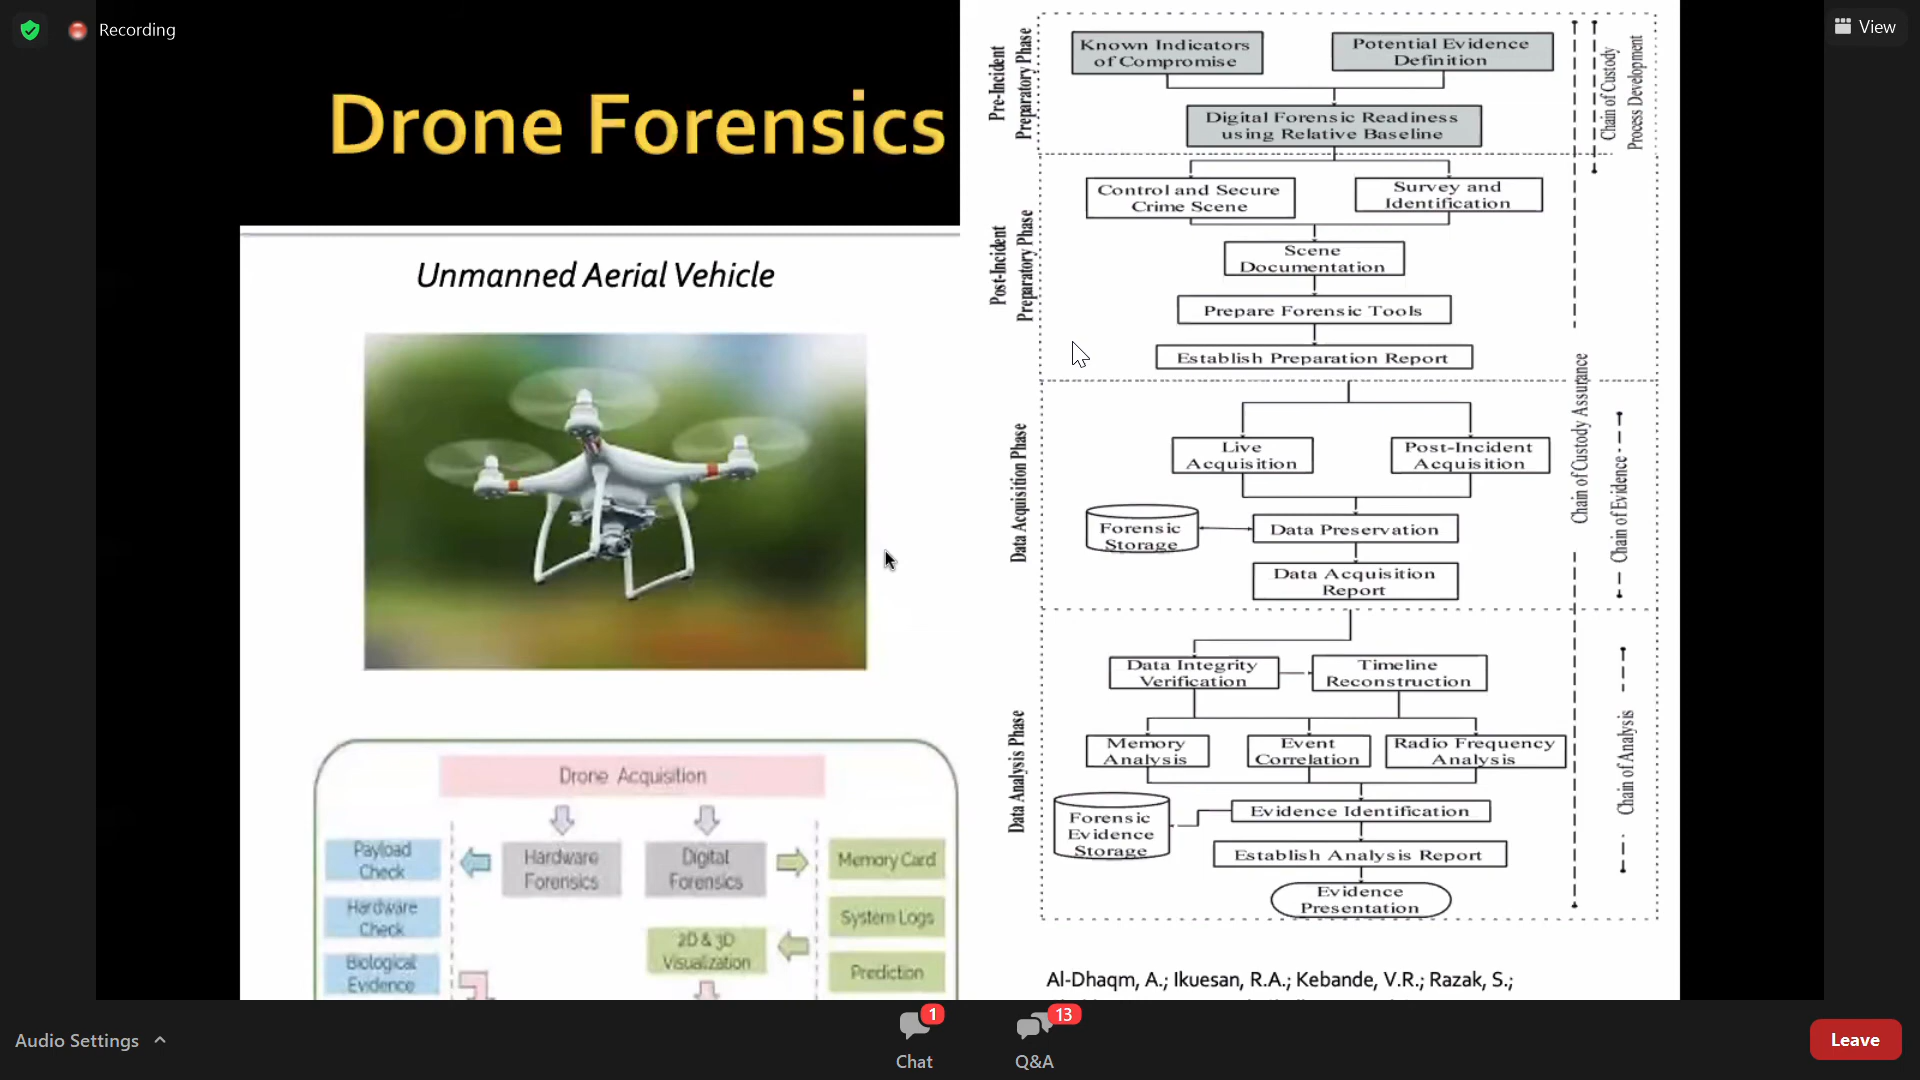 Recording
View
Drone Forensics
Unmanned Aerial Vehicle
Drone Acquisition
Payload
Check
Hardware
Forensics
Digital
Forensics
Memory Card
Hardware
Check
System Logs
2D & 3D
Visualization
Biological
Evidence
Prediction
Pre-Incident
Preparatory Phase
Known Indicators
of Compromise
Potential Evidence
Definition
Digital Forensic Readiness
using Relative Baseline
Chain of Custody
Process Development
Post-Incident
Preparatory Phase
Control and Secure
Crime Scene
Survey and
Identification
Scene
Documentation
Prepare Forensic Tools
Establish Preparation Report
Chain of Custody Assurance
Data Acquisition Phase
Live
Acquisition
Post-Incident
Acquisition
Forensic
Storage
Data Preservation
Data Acquisition
Report
Chain of Evidence
Data Analysis Phase
Data Integrity
Verification
Timeline
Reconstruction
Memory
Analysis
Event
Correlation
Radio Frequency
Analysis
Forensic
Evidence
Storage
Evidence Identification
Establish Analysis Report
Evidence
Presentation
Chain of Analysis
Al-Dhaqm, A.; Ikuesan, R.A.; Kebande, V.R.; Razak, S.;
Audio Settings
1
Chat
13
Q&A
Leave